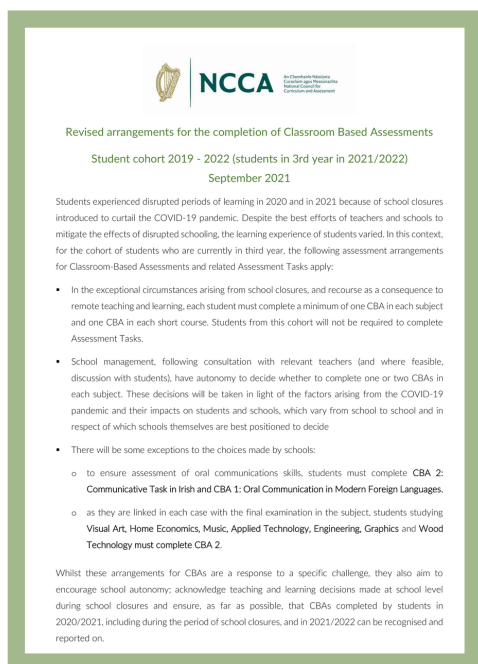 NCCA
An Chomhairle Náisiúnta
Curaclaim agus Measúnachta
National Council for
Curriculum and Assessment
Revised arrangements for the completion of Classroom Based Assessments
Student cohort 2019 - 2022 (students in 3rd year in 2021/2022)
September 2021
Students experienced disrupted periods of learning in 2020 and in 2021 because of school closures
introduced to curtail the COVID-19 pandemic. Despite the best efforts of teachers and schools to
mitigate the effects of disrupted schooling, the learning experience of students varied. In this context,
for the cohort of students who are currently in third year, the following assessment arrangements
for Classroom-Based Assessments and related Assessment Tasks apply:
▪ In the exceptional circumstances arising from school closures, and recourse as a consequence to
remote teaching and learning, each student must complete a minimum of one CBA in each subject
and one CBA in each short course. Students from this cohort will not be required to complete
Assessment Tasks.
▪ School management, following consultation with relevant teachers (and where feasible,
discussion with students), have autonomy to decide whether to complete one or two CBAs in
each subject. These decisions will be taken in light of the factors arising from the COVID-19
pandemic and their impacts on students and schools, which vary from school to school and in
respect of which schools themselves are best positioned to decide
▪ There will be some exceptions to the choices made by schools:
o to ensure assessment of oral communications skills, students must complete CBA 2:
Communicative Task in Irish and CBA 1: Oral Communication in Modern Foreign Languages.
o as they are linked in each case with the final examination in the subject, students studying
Visual Art, Home Economics, Music, Applied Technology, Engineering, Graphics and Wood
Technology must complete CBA 2.
Whilst these arrangements for CBAs are a response to a specific challenge, they also aim to
encourage school autonomy; acknowledge teaching and learning decisions made at school level
during school closures and ensure, as far as possible, that CBAs completed by students in
2020/2021, including during the period of school closures, and in 2021/2022 can be recognised and
reported on.